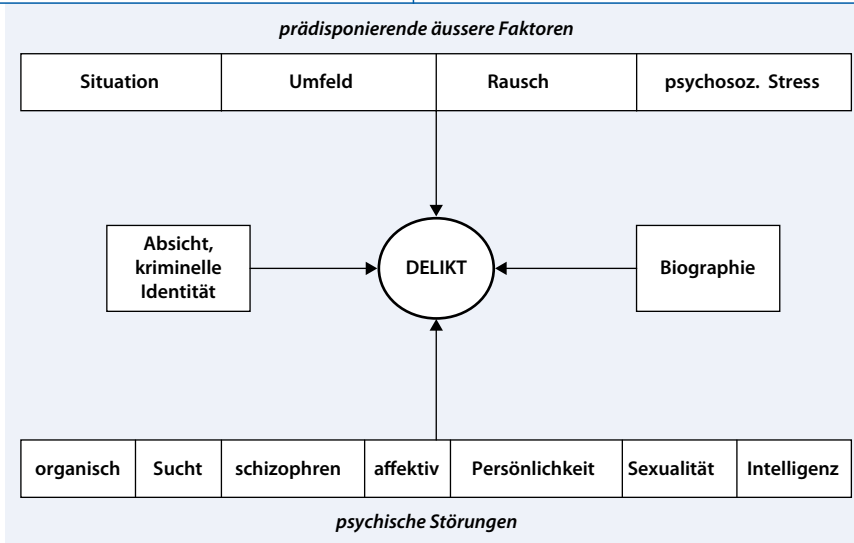 prädisponierende äussere Faktoren
Situation Umfeld Rausch psychosoz. Stress
Absicht,
kriminelle
Identität
DELIKT
Biographie
organisch Sucht schizophren affektiv Persönlichkeit Sexualität Intelligenz
psychische Störungen